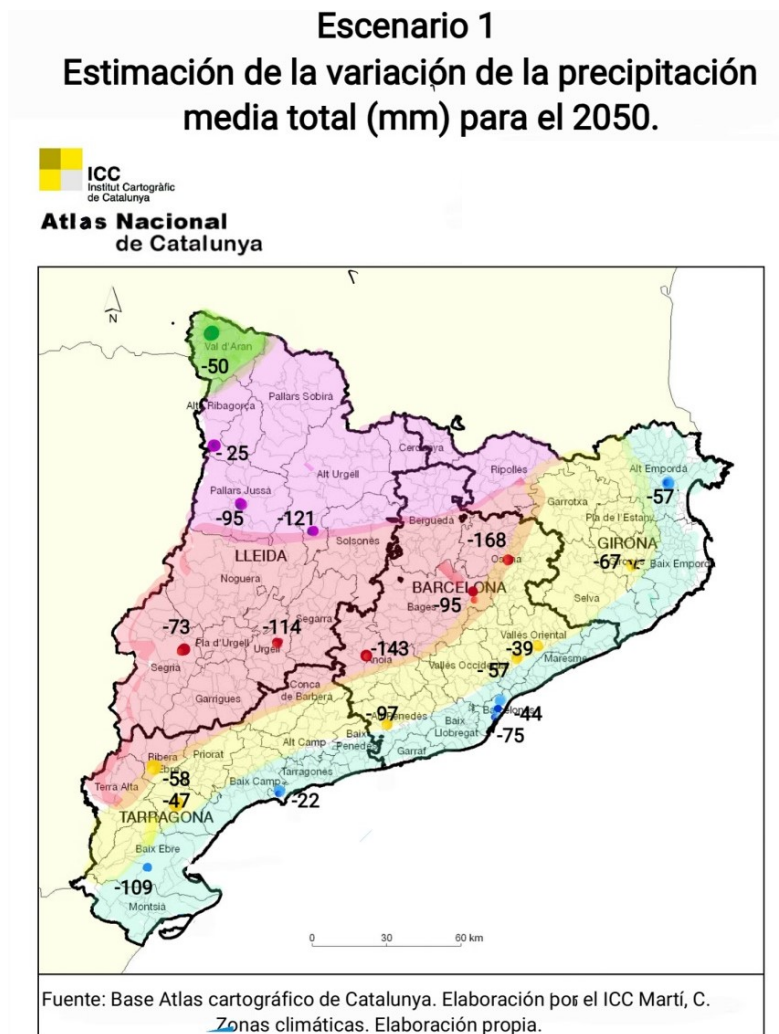 Escenario 1
Estimación de la variación de la precipitación
media total (mm) para el 2050.
ICC
Institut Cartogràfic
de Catalunya
Atlas Nacional
de Catalunya
N
Val d'Aran
-50
Pallars Sobirà
Alta Ribagorça
- 25
Cerdanya
Ripollès
Alt Urgell
Alt Empordà
Pallars Jussà
-57
-95
-121
Garrotxa
Pla de l'Estany
Berguedà
Solsonès
-168
GIRONA
LLEIDA
Osona
-67
Baix Empordà
Noguera
BARCELONA
Bages
-95
Selva
-73
-114
Segarra
Pla d'Urgell
Urgell
-143
Anoia
Vallès Oriental
-39
Maresme
Segrià
Vallès Occidental
- 57
Garrigues
Conca
de Barberà
-97
Alt Penedès
Barcelonès
-44
Baix
Llobregat
-75
Alt Camp
Baix
Penedès
Garraf
Priorat
Ribera
Ebre
-58
Terra Alta
Tarragonès
Baix Camp
-47
-22
TARRAGONA
Baix Ebre
-109
Montsià
0 30 60 km
Fuente: Base Atlas cartográfico de Catalunya. Elaboración por el ICC Martí, C.
Zonas climáticas. Elaboración propia.